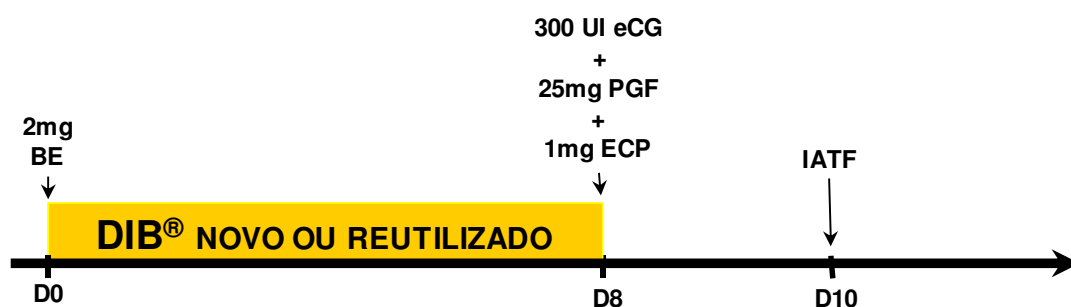 300 UI eCG
+
25mg PGF
+
1mg ECP
2mg
BE
IATF
DIB® NOVO OU REUTILIZADO
D0
D8
D10